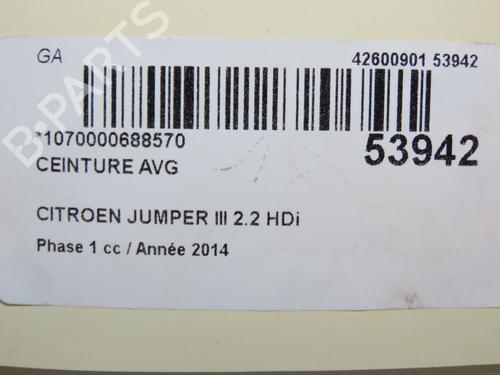 GA
42600901 53942
*1070000688570
53942
CEINTURE AVG
CITROEN JUMPER III 2.2 HDi
Phase 1 cc / Année 2014
B-PARTS